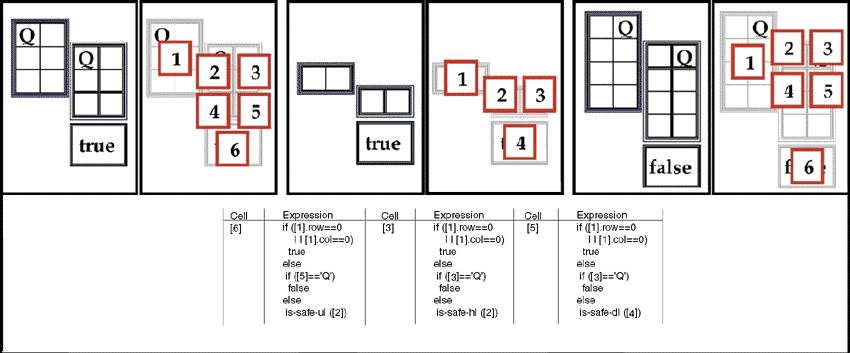 Q
Q
true
Q
1
2 3
4 5
6
true
1
2 3
4
Q
Q
false
1
2 3
4 5
6
Cell Expression
[6] if ([1].row==0
| | [1].col==0)
true
else
if ([5]=='Q')
false
else
is-safe-ul ([2])
Cell Expression
[3] if ([1].row==0
| | [1].col==0)
true
else
if ([3]=='Q')
false
else
is-safe-hl ([2])
Cell Expression
[5] if ([1].row==0
| | [1].col==0)
true
else
if ([3]=='Q')
false
else
is-safe-dl ([4])